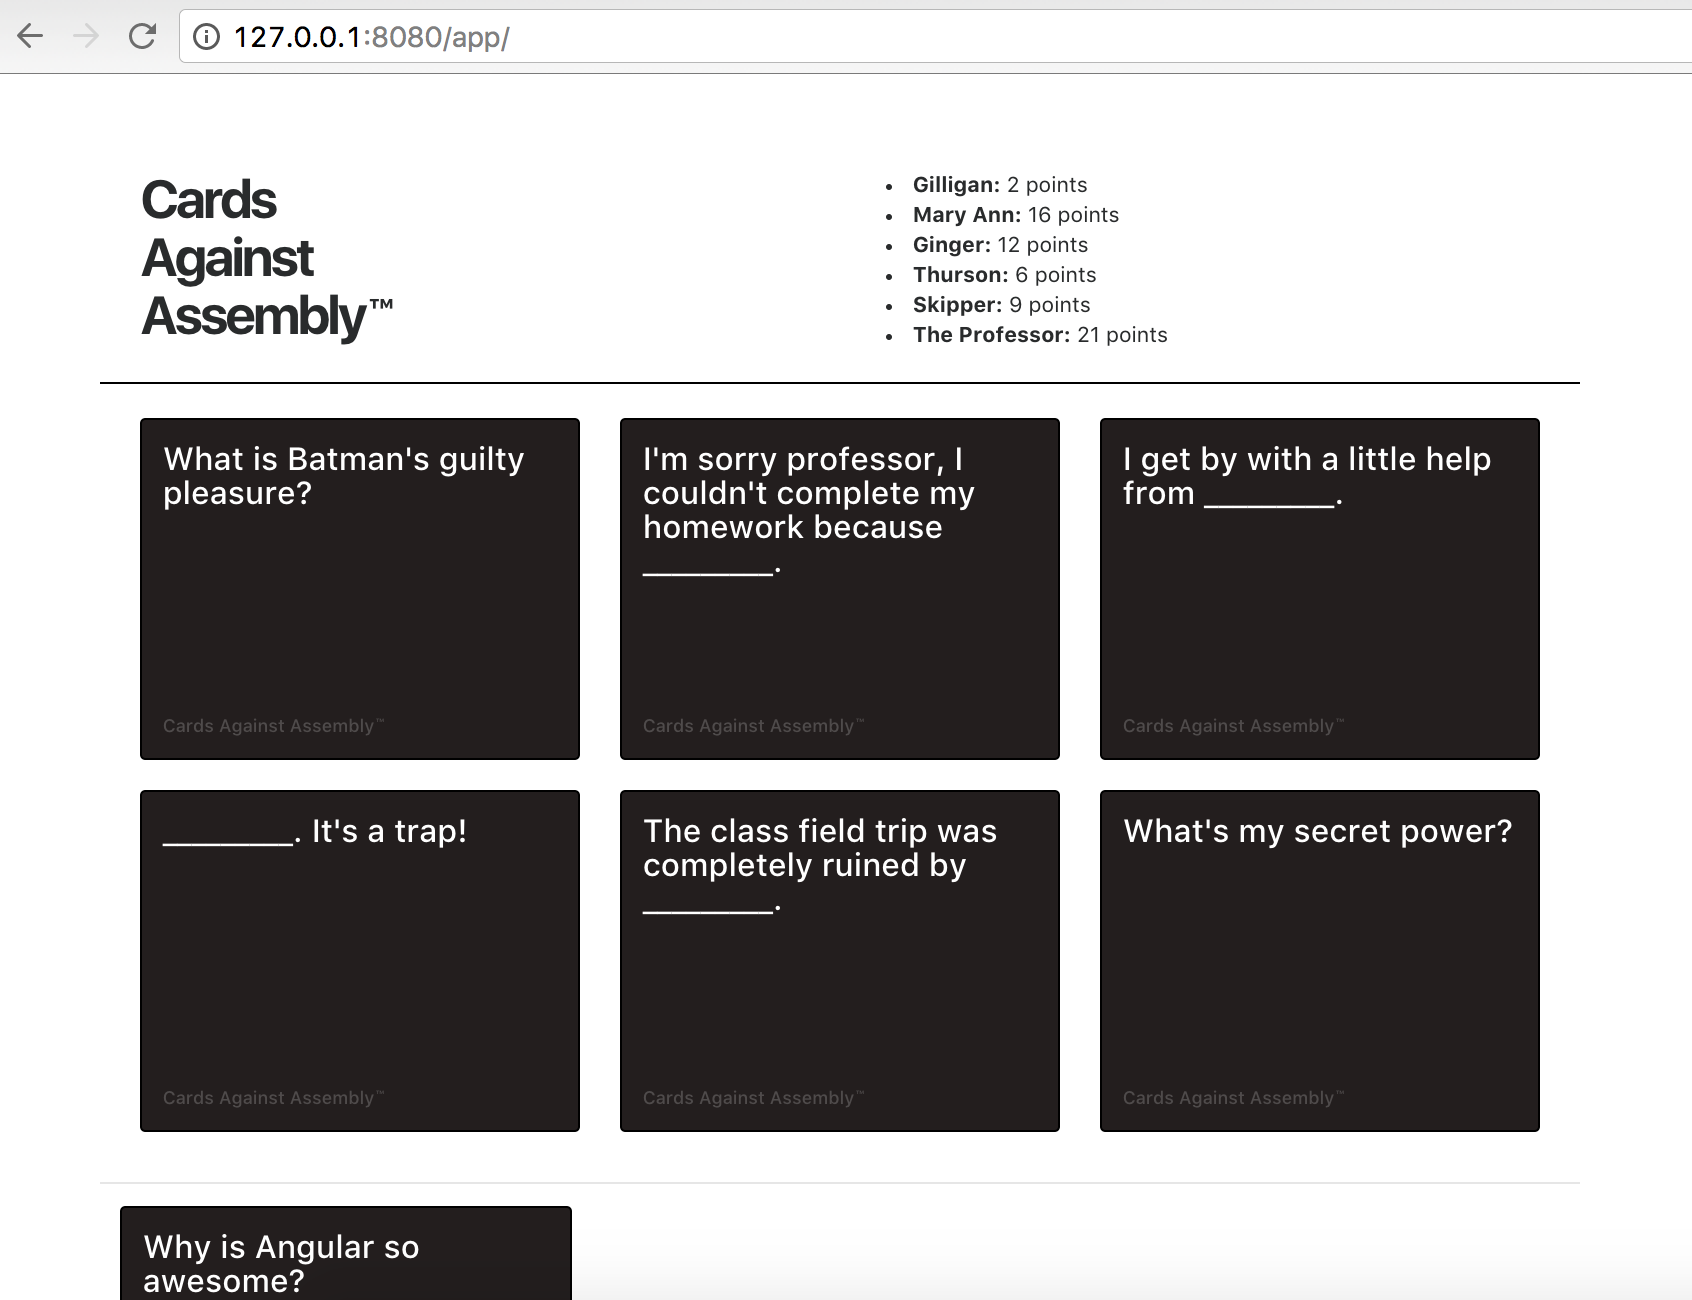 127.0.0.1:8080/app/
Cards
Against
Assembly™
• Gilligan: 2 points
• Mary Ann: 16 points
• Ginger: 12 points
• Thurson: 6 points
• Skipper: 9 points
• The Professor: 21 points
What is Batman's guilty
pleasure?
Cards Against Assembly™
I'm sorry professor, I
couldn't complete my
homework because
_________.
Cards Against Assembly™
I get by with a little help
from _________.
Cards Against Assembly™
_________. It's a trap!
Cards Against Assembly™
The class field trip was
completely ruined by
_________.
Cards Against Assembly™
What's my secret power?
Cards Against Assembly™
Why is Angular so
awesome?